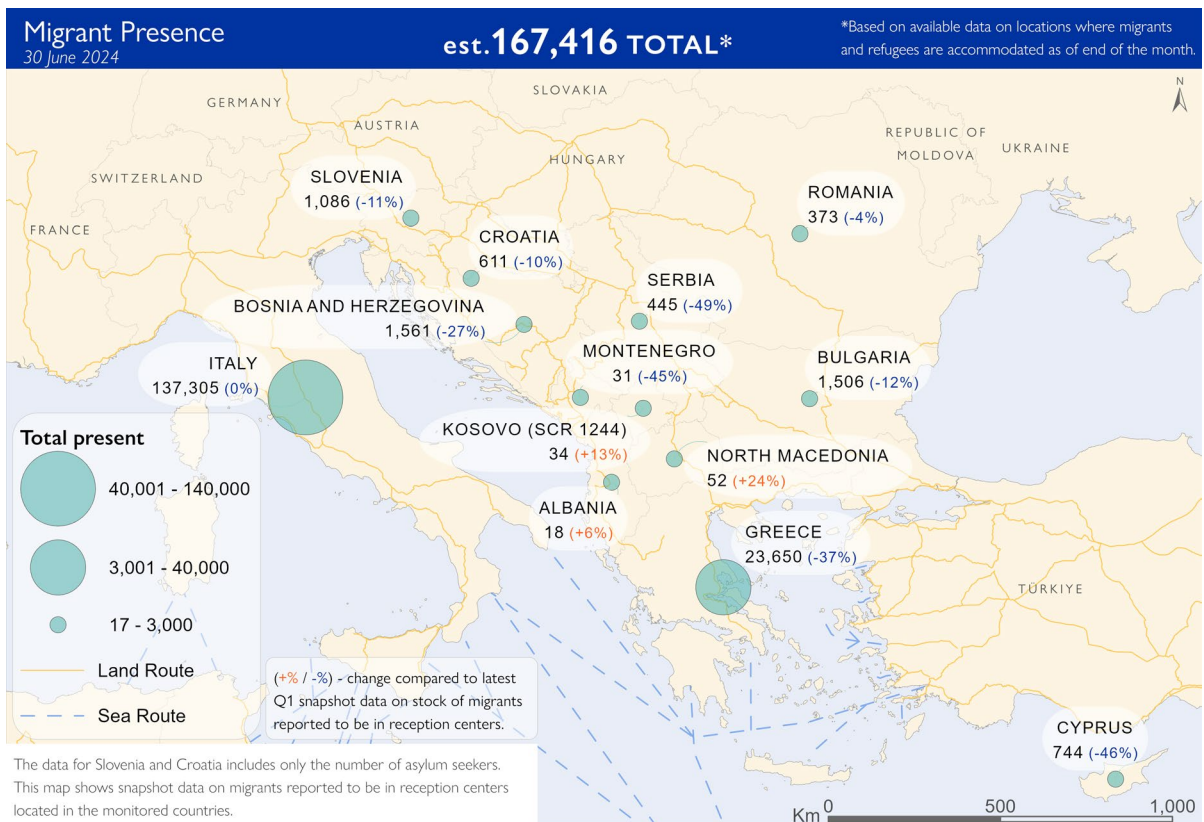 Migrant Presence
30 June 2024
est.167,416 TOTAL*
*Based on available data on locations where migrants
and refugees are accommodated as of end of the month.
N
SLOVAKIA
GERMANY
AUSTRIA
REPUBLIC OF
MOLDOVA
UKRAINE
HUNGARY
SWITZERLAND
FRANCE
SLOVENIA
1,086 (-11%)
ROMANIA
373 (-4%)
CROATIA
611 (-10%)
SERBIA
445 (-49%)
BOSNIA AND HERZEGOVINA
1,561 (-27%)
MONTENEGRO
31 (-45%)
BULGARIA
1,506 (-12%)
ITALY
137,305 (0%)
KOSOVO (SCR 1244)
34 (+13%)
NORTH MACEDONIA
52 (+24%)
ALBANIA
18 (+6%)
GREECE
23,650 (-37%)
TÜRKIYE
CYPRUS
744 (-46%)
Total present
40,001 - 140,000
3,001 - 40,000
17 - 3,000
Land Route
Sea Route
(+% / -%) - change compared to latest
Q1 snapshot data on stock of migrants
reported to be in reception centers.
The data for Slovenia and Croatia includes only the number of asylum seekers.
This map shows snapshot data on migrants reported to be in reception centers
located in the monitored countries.
Km 0 500 1,000